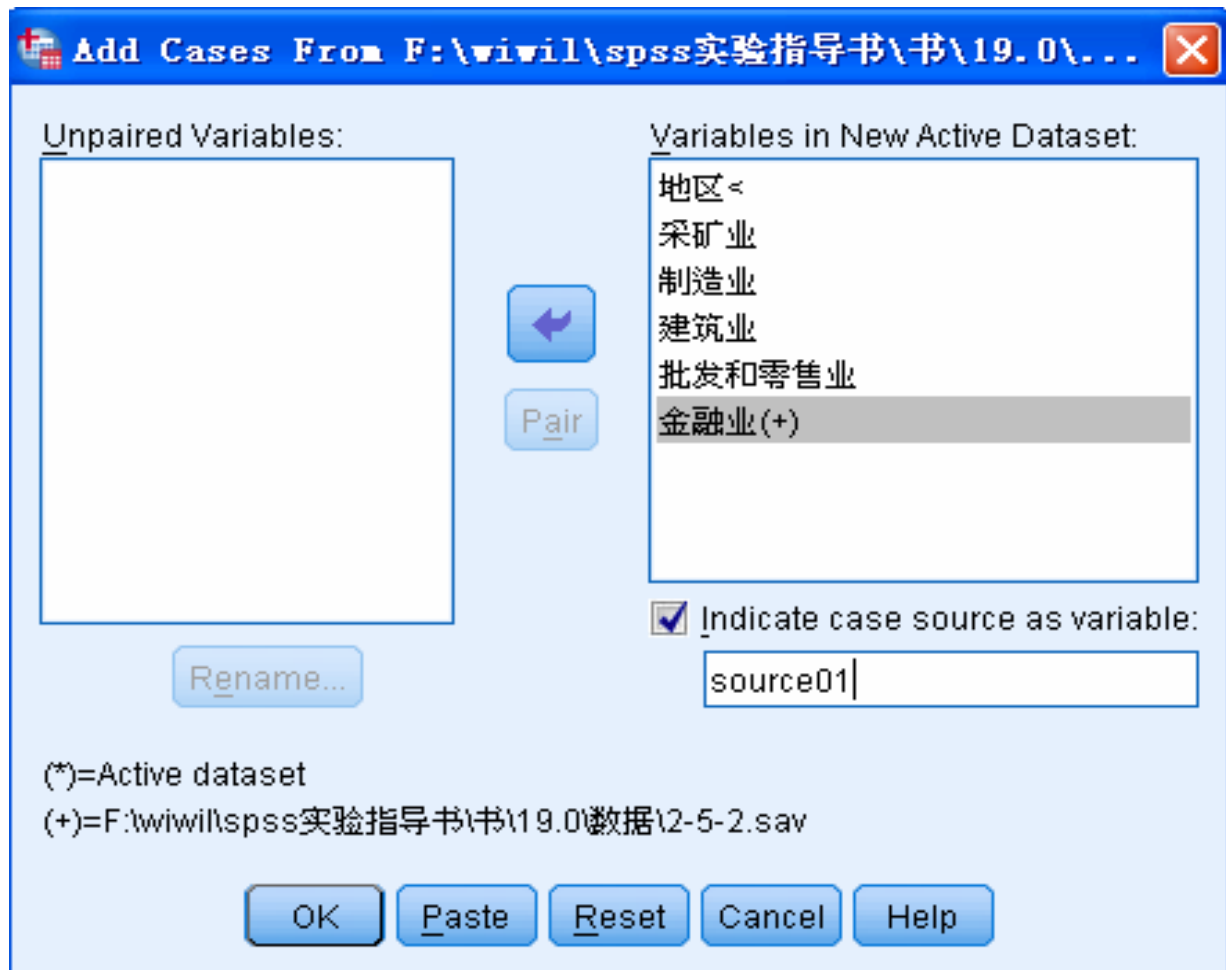 Add Cases From F:\wiwil\spss实验指导书\书\19.0\...
Unpaired Variables:
Variables in New Active Dataset:
地区<
采矿业
制造业
建筑业
批发和零售业
金融业(+)
Pair
Indicate case source as variable:
source01
Rename...
(*)=Active dataset
(+)=F:\wiwil\spss实验指导书\书\19.0\数据\2-5-2.sav
OK
Paste
Reset
Cancel
Help